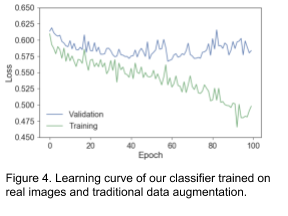 0.650
0.625
0.600
0.575
0.550
0.525
0.500
0.475
0.450
Loss
Validation
Training
0 20 40 60 80 100
Epoch
Figure 4. Learning curve of our classifier trained on
real images and traditional data augmentation.